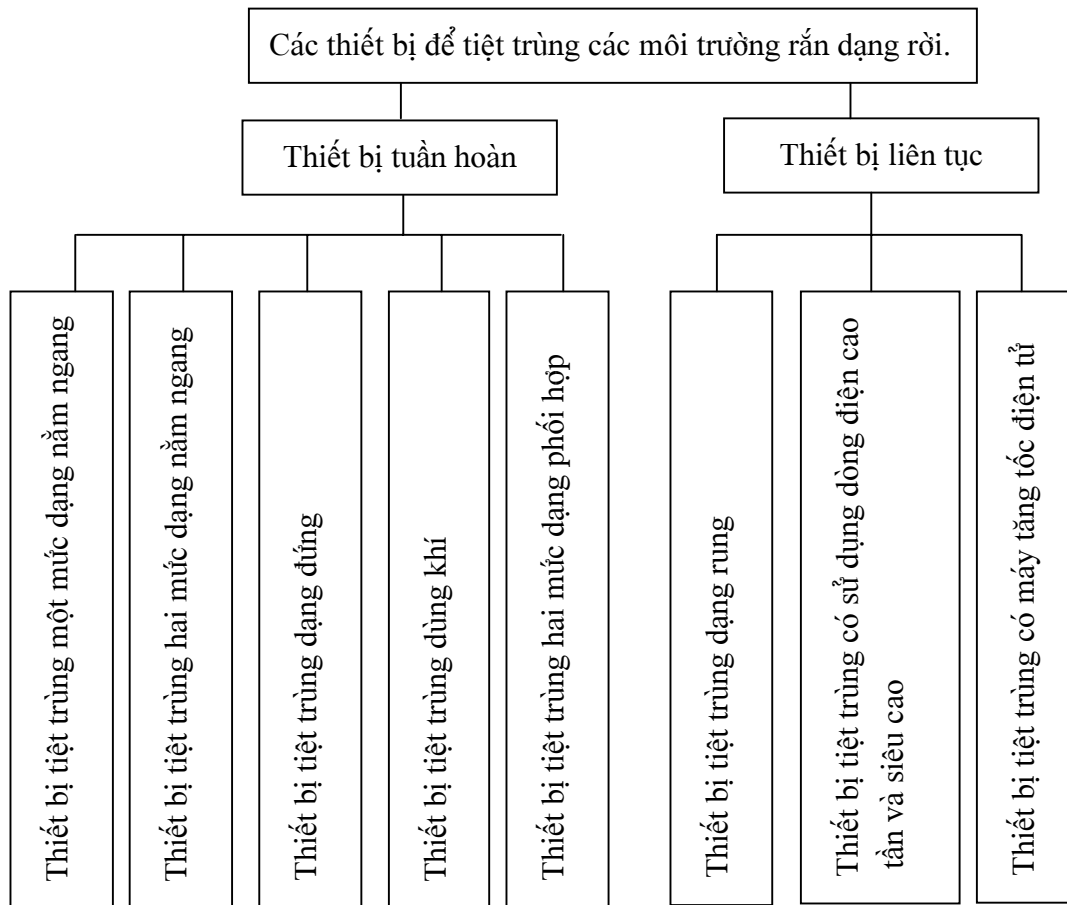 Các thiết bị để tiệt trùng các môi trường rắn dạng rời.
Thiết bị tuần hoàn
Thiết bị liên tục
Thiết bị tiệt trùng một mức dạng nằm ngang
Thiết bị tiệt trùng hai mức dạng nằm ngang
Thiết bị tiệt trùng dạng đứng
Thiết bị tiệt trùng dùng khí
Thiết bị tiệt trùng hai mức dạng phối hợp
Thiết bị tiệt trùng dạng rung
Thiết bị tiệt trùng có sử dụng dòng điện cao
tần và siêu cao
Thiết bị tiệt trùng có máy tăng tốc điện tử